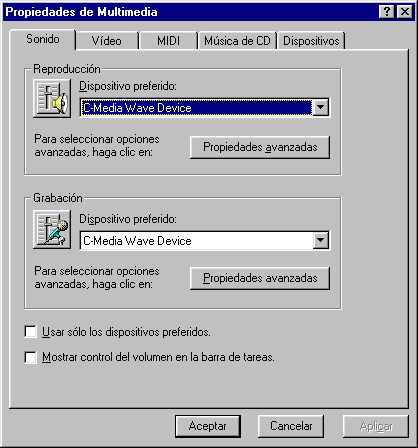 Propiedades de Multimedia
Sonido
Vídeo
MIDI
Música de CD
Dispositivos
Reproducción
Dispositivo preferido:
C-Media Wave Device
Para seleccionar opciones
avanzadas, haga clic en:
Propiedades avanzadas
Grabación
Dispositivo preferido:
C-Media Wave Device
Para seleccionar opciones
avanzadas, haga clic en:
Propiedades avanzadas
Usar sólo los dispositivos preferidos.
Mostrar control del volumen en la barra de tareas.
Aceptar
Cancelar
Aplicar